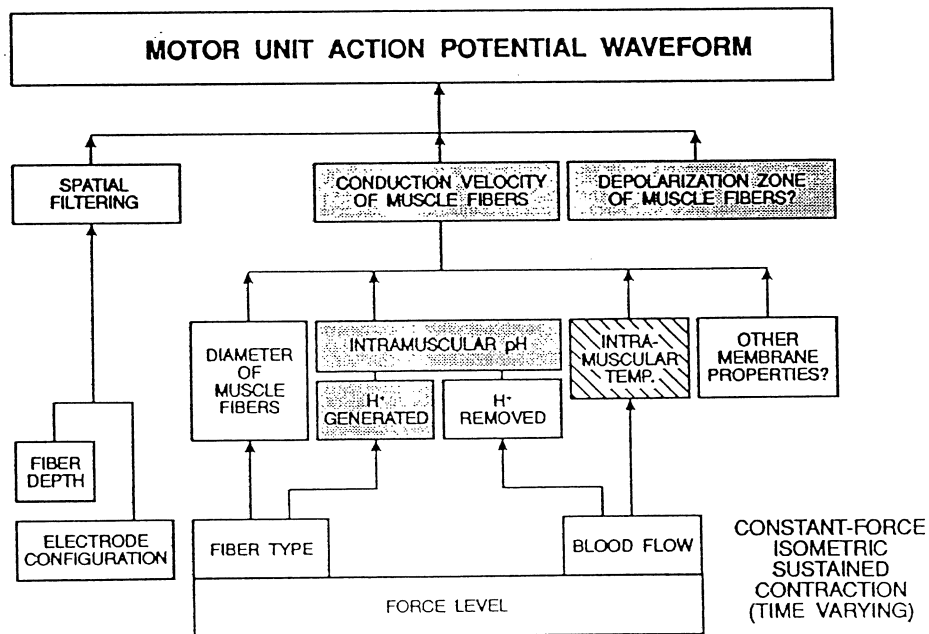 MOTOR UNIT ACTION POTENTIAL WAVEFORM
SPATIAL
FILTERING
CONDUCTION VELOCITY
OF MUSCLE FIBERS
DEPOLARIZATION ZONE
OF MUSCLE FIBERS?
DIAMETER
OF
MUSCLE
FIBERS
INTRAMUSCULAR pH
H+
GENERATED
H+
REMOVED
INTRA-
MUSCULAR
TEMP.
OTHER
MEMBRANE
PROPERTIES?
FIBER
DEPTH
ELECTRODE
CONFIGURATION
FIBER TYPE
BLOOD FLOW
FORCE LEVEL
CONSTANT-FORCE
ISOMETRIC
SUSTAINED
CONTRACTION
(TIME VARYING)